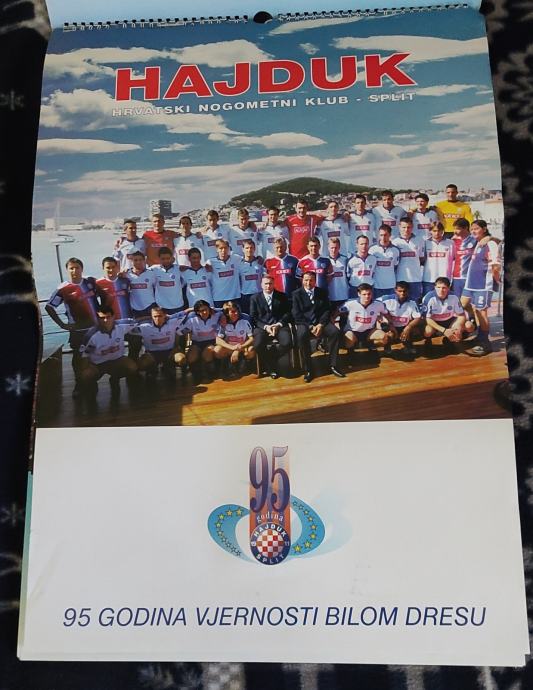 HAJDUK
HRVATSKI NOGOMETNI KLUB - SPLIT
95
godina
HAJDUK
SPLIT
95 GODINA VJERNOSTI BILOM DRESU